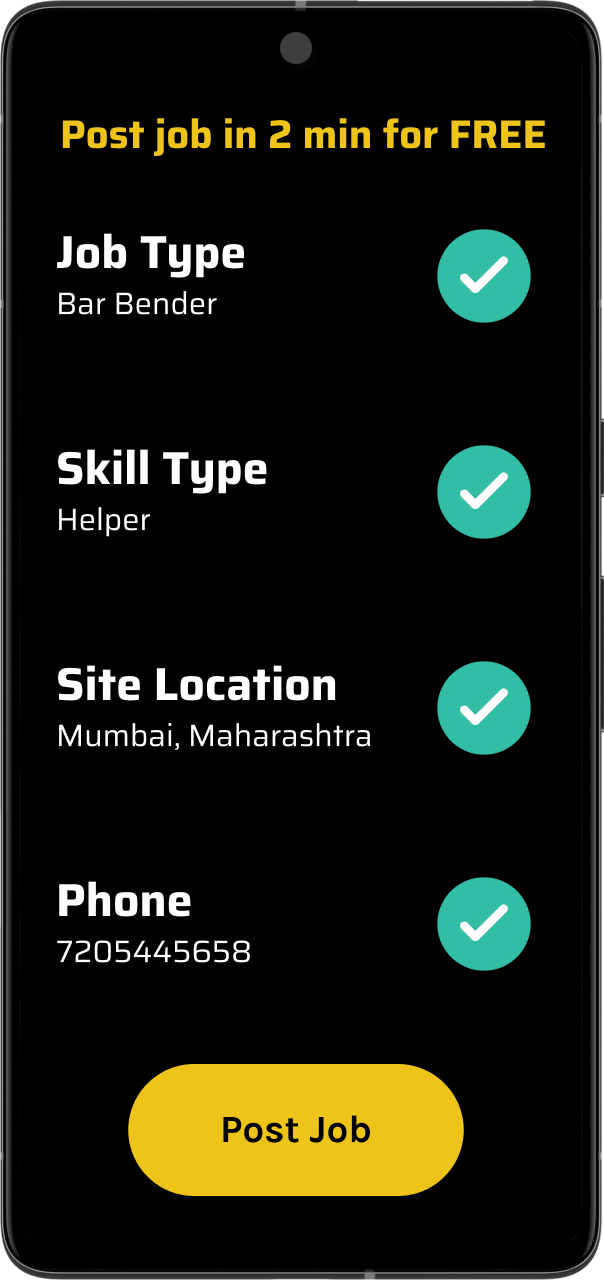 Post job in 2 min for FREE
Job Type
Bar Bender
Skill Type
Helper
Site Location
Mumbai, Maharashtra
Phone
7205445658
Post Job